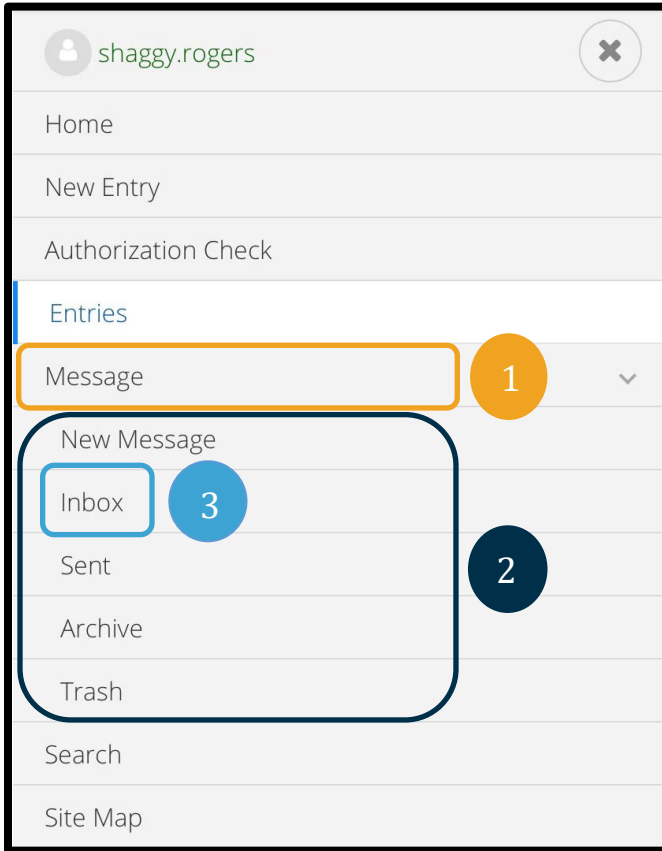 shaggy.rogers
Home
New Entry
Authorization Check
Entries
Message 1
New Message
Inbox 3
Sent 2
Archive
Trash
Search
Site Map